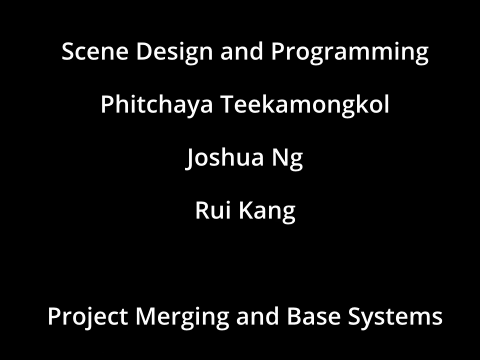 Scene Design and Programming
Phitchaya Teekamongkol
Joshua Ng
Rui Kang
Project Merging and Base Systems